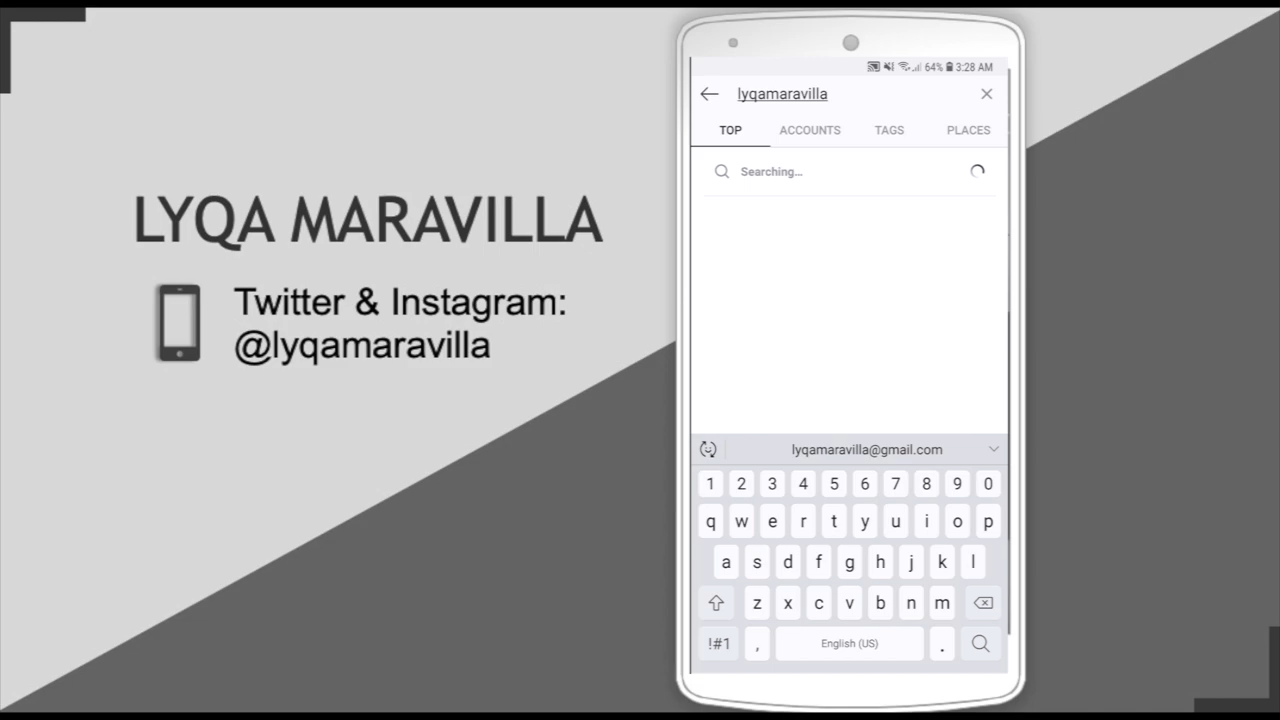 LYQA MARAVILLA
Twitter & Instagram:
@lyqamaravilla
64% 3:28 AM
lyqamaravilla
TOP ACCOUNTS TAGS PLACES
Searching...
lyqamaravilla@gmail.com
1 2 3 4 5 6 7 8 9 0
q w e r t y u i o p
a s d f g h j k l
z x c v b n m
!#1 , English (US) .